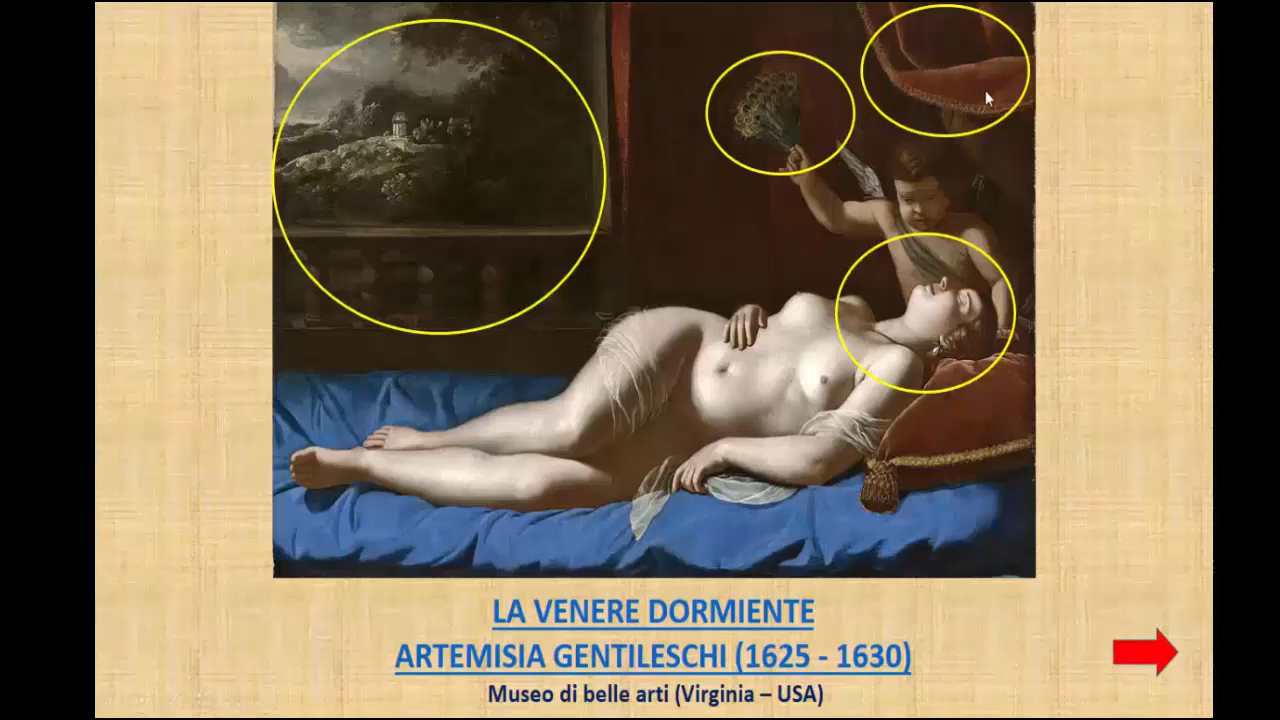 LA VENERE DORMIENTE
ARTEMISIA GENTILESCHI (1625 - 1630)
Museo di belle arti (Virginia – USA)